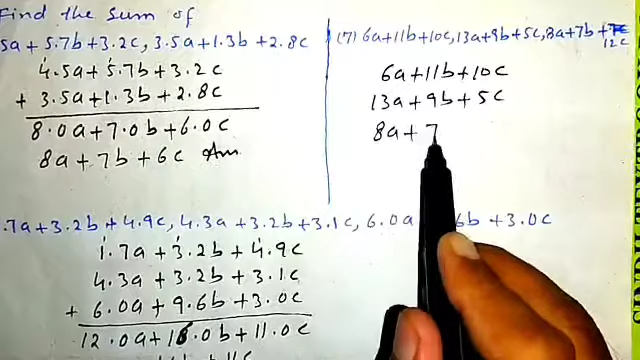 Find the Sum of
5a + 5.7b + 3.2c, 3.5a + 1.3b + 2.8c
4.5a + 5.7b + 3.2c
+ 3.5a + 1.3b + 2.8c
8.0a + 7.0b + 6.0c
8a + 7b + 6c Ans
(7) 6a + 11b + 10c, 13a + 9b + 5c, 8a + 7b +
12c
6a + 11b + 10c
13a + 9b + 5c
8a + 7
.7a + 3.2b + 4.9c, 4.3a + 3.2b + 3.1c, 6.0a 6b + 3.0c
1.7a + 3.2b + 4.9c
4.3a + 3.2b + 3.1c
+ 6.0a + 9.6b + 3.0c
12.0a + 16.0b + 11.0c